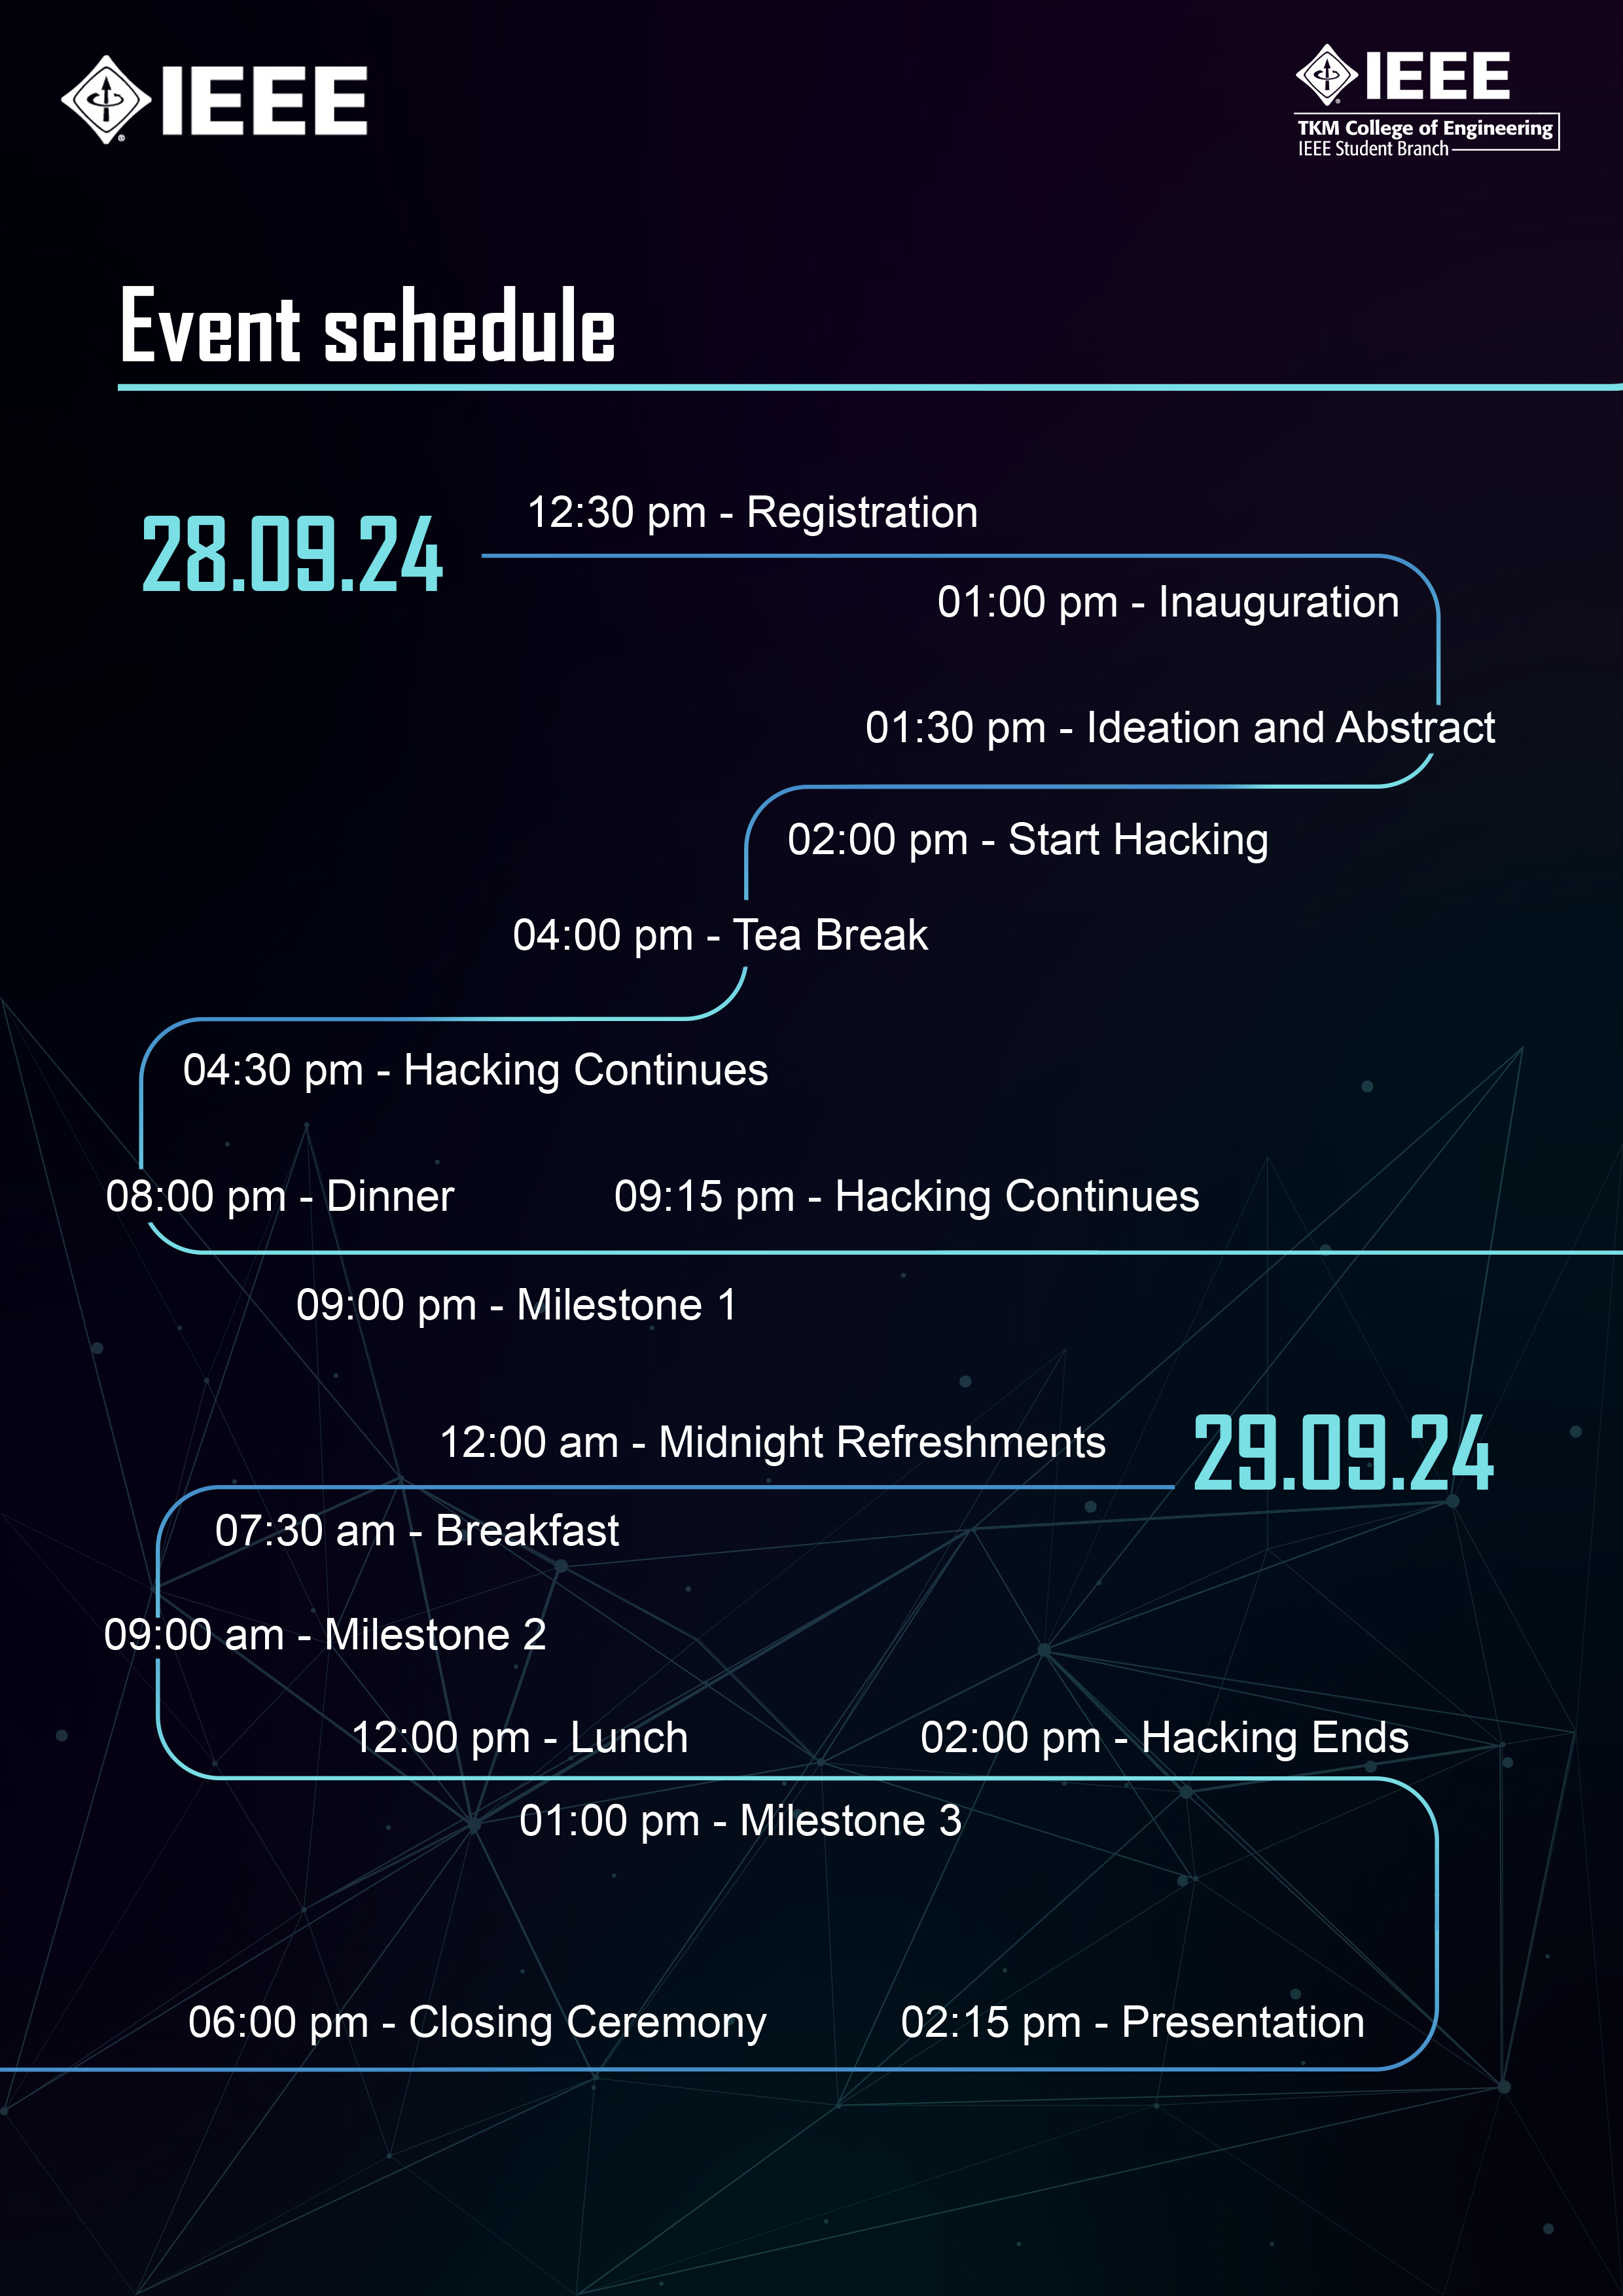 IEEE
IEEE
TKM College of Engineering
IEEE Student Branch
Event schedule
28.09.24
12:30 pm - Registration
01:00 pm - Inauguration
01:30 pm - Ideation and Abstract
02:00 pm - Start Hacking
04:00 pm - Tea Break
04:30 pm - Hacking Continues
08:00 pm - Dinner
09:15 pm - Hacking Continues
09:00 pm - Milestone 1
29.09.24
12:00 am - Midnight Refreshments
07:30 am - Breakfast
09:00 am - Milestone 2
12:00 pm - Lunch
02:00 pm - Hacking Ends
01:00 pm - Milestone 3
06:00 pm - Closing Ceremony
02:15 pm - Presentation